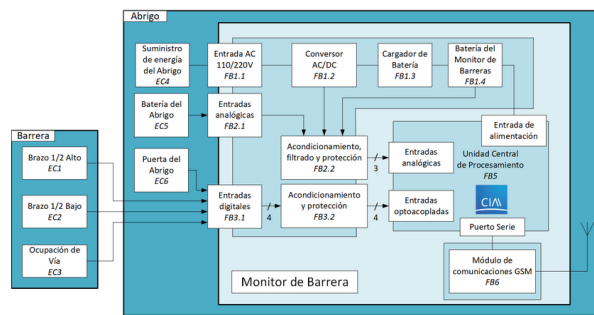 Abrigo
Suministro
de energía
del Abrigo
EC4
Entrada AC
110/220V
FB1.1
Conversor
AC/DC
FB1.2
Cargador de
Batería
FB1.3
Batería del
Monitor de
Barreras
FB1.4
Batería del
Abrigo
EC5
Entradas
analógicas
FB2.1
Entrada de
alimentación
Barrera
Brazo 1/2 Alto
EC1
Puerta del
Abrigo
EC6
Acondicionamiento,
filtrado y protección
FB2.2
3
Entradas
analógicas
Unidad Central
de Procesamiento
FB5
Brazo 1/2 Bajo
EC2
Entradas
digitales
FB3.1
4
Acondicionamiento
y protección
FB3.2
4
Entradas
optoacopladas
CIAA
Puerto Serie
Ocupación de
Vía
EC3
Monitor de Barrera
Módulo de
comunicaciones GSM
FB6